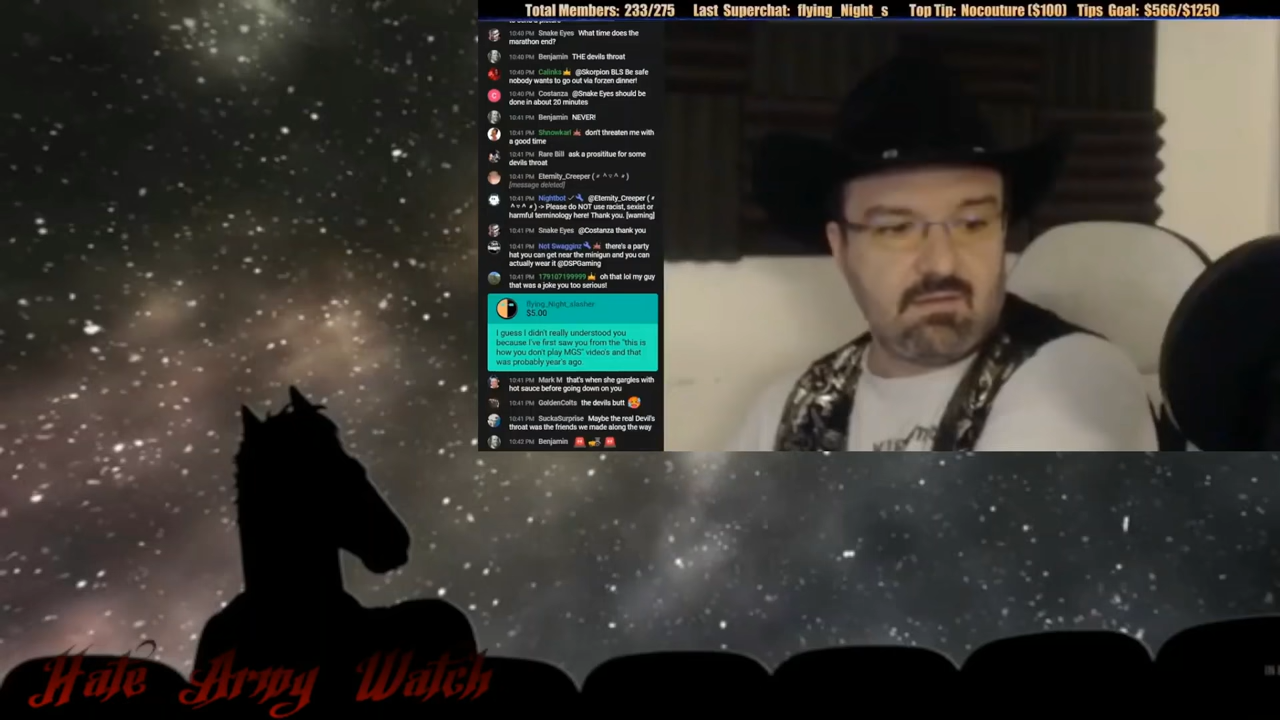 Total Members: 233/275 Last Superchat: flying_Night_s Top Tip: Nocouture ($100) Tips Goal: $566/$1250
10:40 PM Snake Eyes What time does the
marathon end?
10:40 PM Benjamin THE devils throat
10:40 PM Calinks @Skorpion BLS Be safe
nobody wants to go out via forzen dinner!
10:40 PM Costanza @Snake Eyes should be
done in about 20 minutes
10:41 PM Benjamin NEVER!
10:41 PM Shnowkarl don't threaten me with
a good time
10:41 PM Rare Bill ask a prositiute for some
devils throat
10:41 PM Eternity_Creeper
[message deleted]
10:41 PM Nightbot @Eternity_Creeper
-> Please do NOT use racist, sexist or
harmful terminology here! Thank you. [warning]
10:41 PM Snake Eyes @Costanza thank you
10:41 PM Not Swagginz there's a party
hat you can get near the minigun and you can
actually wear it @DSPGaming
10:41 PM 179107199999 oh that lol my guy
that was a joke you too serious!
flying_Night_slasher
$5.00
I guess I didn't really understood you
because I've first saw you from the "this is
how you don't play MGS" video's and that
was probably year's ago
10:41 PM Mark M that's when she gargles with
hot sauce before going down on you
10:41 PM GoldenColts the devils butt
10:41 PM SuckaSurprise Maybe the real Devil's
throat was the friends we made along the way
10:42 PM Benjamin
Hate Army Watch